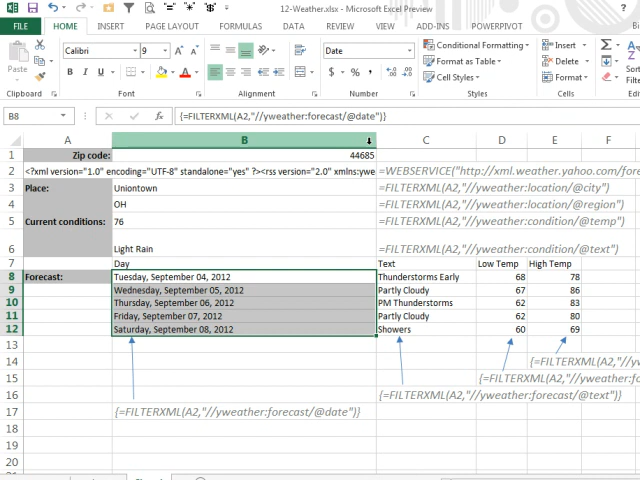 12-Weather.xlsx - Microsoft Excel Preview
FILE HOME INSERT PAGE LAYOUT FORMULAS DATA REVIEW VIEW ADD-INS POWERPIVOT
Calibri 9 A A Date Conditional Formatting Insert
Paste Format as Table Delete
B I U A $ % , Cell Styles Format
Clipboard Font Alignment Number Styles Cells
B8 fx {=FILTERXML(A2,"//yweather:forecast/@date")}
A B C D E F
1 Zip code: 44685
2 <?xml version="1.0" encoding="UTF-8" standalone="yes" ?><rss version="2.0" xmlns:ywe =WEBSERVICE("http://xml.weather.yahoo.com/fore
3 Place: Uniontown =FILTERXML(A2,"//yweather:location/@city")
4 OH =FILTERXML(A2,"//yweather:location/@region")
5 Current conditions: 76 =FILTERXML(A2,"//yweather:condition/@temp")
6 Light Rain =FILTERXML(A2,"//yweather:condition/@text")
7 Day Text Low Temp High Temp
8 Forecast: Tuesday, September 04, 2012 Thunderstorms Early 68 78
9 Wednesday, September 05, 2012 Partly Cloudy 67 86
10 Thursday, September 06, 2012 PM Thunderstorms 62 83
11 Friday, September 07, 2012 Partly Cloudy 62 80
12 Saturday, September 08, 2012 Showers 60 69
13
14 {=FILTERXML(A2,"//y
15 {=FILTERXML(A2,"//yweather:fo
16 {=FILTERXML(A2,"//yweather:forecast/@text")}
17 {=FILTERXML(A2,"//yweather:forecast/@date")}
18
19
20